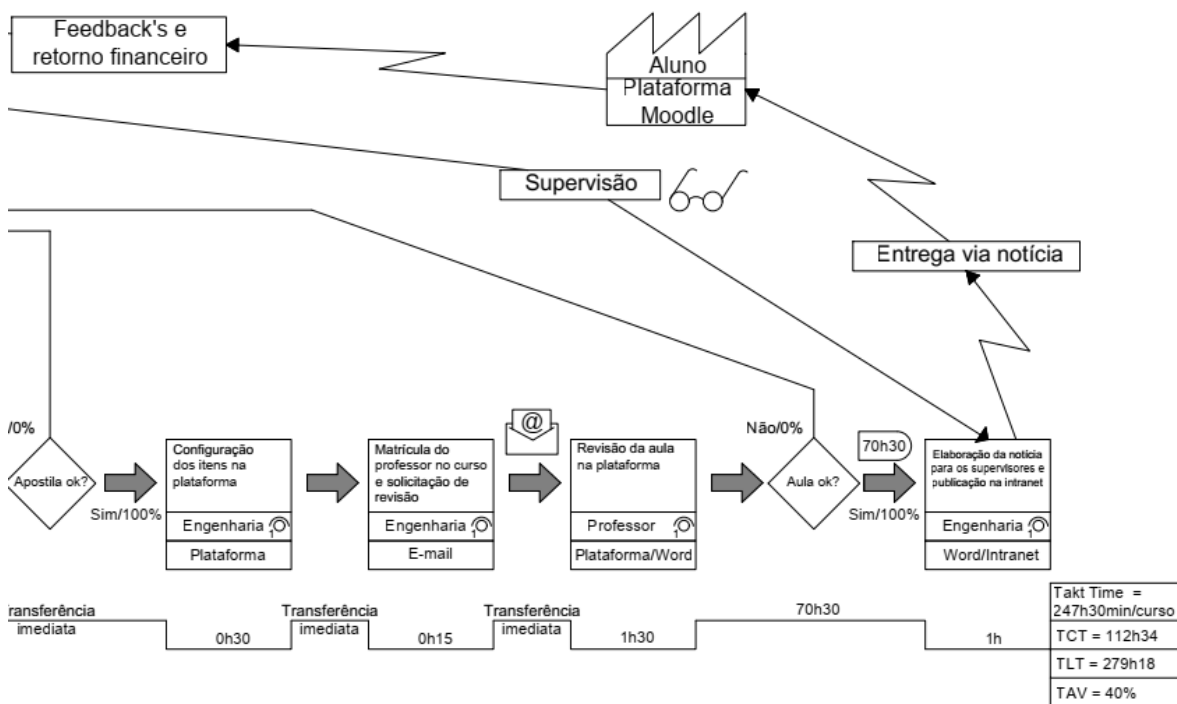 Feedback's e
retorno financeiro
Aluno
Plataforma
Moodle
Supervisão
Entrega via notícia
/0%
Apostila ok?
Sim/100%
Configuração
dos itens na
plataforma
Engenharia
1
Plataforma
Matrícula do
professor no curso
e solicitação de
revisão
Engenharia
1
E-mail
@
Revisão da aula
na plataforma
Professor
1
Plataforma/Word
Não/0%
Aula ok?
70h30
Sim/100%
Elaboração da notícia
para os supervisores e
publicação na intranet
Engenharia
1
Word/Intranet
Transferência
imediata
0h30
Transferência
imediata
0h15
Transferência
imediata
1h30
70h30
1h
Takt Time =
247h30min/curso
TCT = 112h34
TLT = 279h18
TAV = 40%